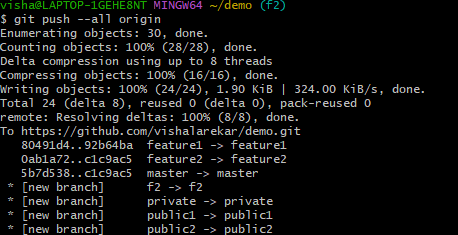 visha@LAPTOP-1GEHE8NT MINGW64 ~/demo (f2)
$ git push --all origin
Enumerating objects: 30, done.
Counting objects: 100% (28/28), done.
Delta compression using up to 8 threads
Compressing objects: 100% (16/16), done.
Writing objects: 100% (24/24), 1.90 KiB | 324.00 KiB/s, done.
Total 24 (delta 8), reused 0 (delta 0), pack-reused 0
remote: Resolving deltas: 100% (8/8), done.
To https://github.com/vishalarekar/demo.git
80491d4..92b64ba feature1 -> feature1
0ab1a72..c1c9ac5 feature2 -> feature2
5b7d538..c1c9ac5 master -> master
* [new branch] f2 -> f2
* [new branch] private -> private
* [new branch] public1 -> public1
* [new branch] public2 -> public2